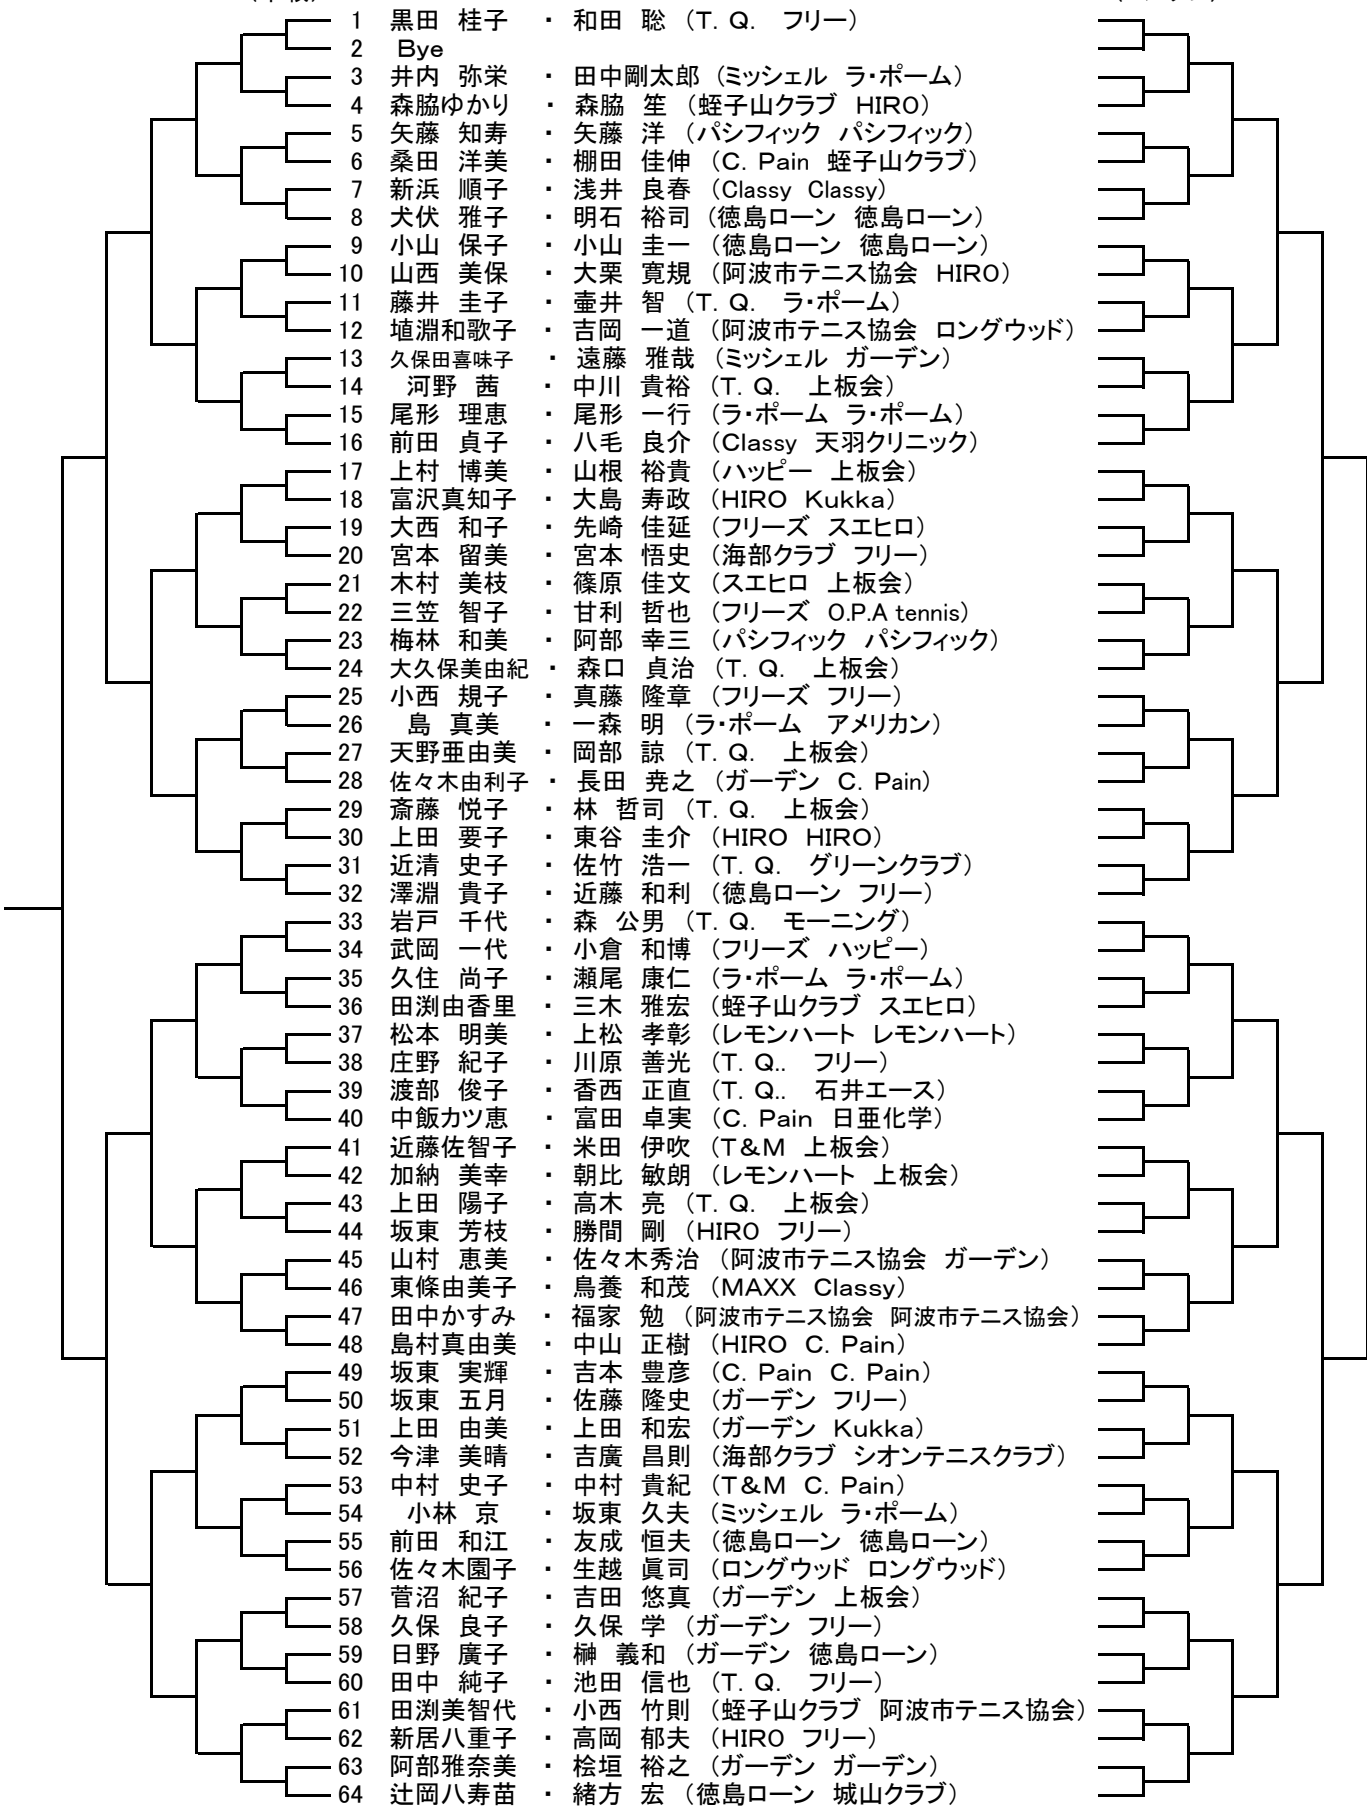 1 黒田 桂子 ・ 和田 聡 （T. Q. フリー）
2 Bye
3 井内 弥栄 ・ 田中剛太郎 （ミッシェル ラ・ポーム）
4 森脇ゆかり ・ 森脇 笙 （蛭子山クラブ HIRO）
5 矢藤 知寿 ・ 矢藤 洋 （パシフィック パシフィック）
6 桑田 洋美 ・ 棚田 佳伸 （C. Pain 蛭子山クラブ）
7 新浜 順子 ・ 浅井 良春 （Classy Classy）
8 犬伏 雅子 ・ 明石 裕司 （徳島ローン 徳島ローン）
9 小山 保子 ・ 小山 圭一 （徳島ローン 徳島ローン）
10 山西 美保 ・ 大栗 寛規 （阿波市テニス協会 HIRO）
11 藤井 圭子 ・ 壷井 智 （T. Q. ラ・ポーム）
12 埴淵和歌子 ・ 吉岡 一道 （阿波市テニス協会 ロングウッド）
13 久保田喜味子 ・ 遠藤 雅哉 （ミッシェル ガーデン）
14 河野 茜 ・ 中川 貴裕 （T. Q. 上板会）
15 尾形 理恵 ・ 尾形 一行 （ラ・ポーム ラ・ポーム）
16 前田 貞子 ・ 八毛 良介 （Classy 天羽クリニック）
17 上村 博美 ・ 山根 裕貴 （ハッピー 上板会）
18 富沢真知子 ・ 大島 寿政 （HIRO Kukka）
19 大西 和子 ・ 先崎 佳延 （フリーズ スエヒロ）
20 宮本 留美 ・ 宮本 悟史 （海部クラブ フリー）
21 木村 美枝 ・ 篠原 佳文 （スエヒロ 上板会）
22 三笠 智子 ・ 甘利 哲也 （フリーズ O.P.A tennis）
23 梅林 和美 ・ 阿部 幸三 （パシフィック パシフィック）
24 大久保美由紀 ・ 森口 貞治 （T. Q. 上板会）
25 小西 規子 ・ 真藤 隆章 （フリーズ フリー）
26 島 真美 ・ 一森 明 （ラ・ポーム アメリカン）
27 天野亜由美 ・ 岡部 諒 （T. Q. 上板会）
28 佐々木由利子 ・ 長田 尭之 （ガーデン C. Pain）
29 斎藤 悦子 ・ 林 哲司 （T. Q. 上板会）
30 上田 要子 ・ 東谷 圭介 （HIRO HIRO）
31 近清 史子 ・ 佐竹 浩一 （T. Q. グリーンクラブ）
32 澤淵 貴子 ・ 近藤 和利 （徳島ローン フリー）
33 岩戸 千代 ・ 森 公男 （T. Q. モーニング）
34 武岡 一代 ・ 小倉 和博 （フリーズ ハッピー）
35 久住 尚子 ・ 瀬尾 康仁 （ラ・ポーム ラ・ポーム）
36 田渕由香里 ・ 三木 雅宏 （蛭子山クラブ スエヒロ）
37 松本 明美 ・ 上松 孝彰 （レモンハート レモンハート）
38 庄野 紀子 ・ 川原 善光 （T. Q.. フリー）
39 渡部 俊子 ・ 香西 正直 （T. Q.. 石井エース）
40 中飯カツ恵 ・ 富田 卓実 （C. Pain 日亜化学）
41 近藤佐智子 ・ 米田 伊吹 （T&M 上板会）
42 加納 美幸 ・ 朝比 敏朗 （レモンハート 上板会）
43 上田 陽子 ・ 高木 亮 （T. Q. 上板会）
44 坂東 芳枝 ・ 勝間 剛 （HIRO フリー）
45 山村 恵美 ・ 佐々木秀治 （阿波市テニス協会 ガーデン）
46 東條由美子 ・ 鳥養 和茂 （MAXX Classy）
47 田中かすみ ・ 福家 勉 （阿波市テニス協会 阿波市テニス協会）
48 島村真由美 ・ 中山 正樹 （HIRO C. Pain）
49 坂東 実輝 ・ 吉本 豊彦 （C. Pain C. Pain）
50 坂東 五月 ・ 佐藤 隆史 （ガーデン フリー）
51 上田 由美 ・ 上田 和宏 （ガーデン Kukka）
52 今津 美晴 ・ 吉廣 昌則 （海部クラブ シオンテニスクラブ）
53 中村 史子 ・ 中村 貴紀 （T&M C. Pain）
54 小林 京 ・ 坂東 久夫 （ミッシェル ラ・ポーム）
55 前田 和江 ・ 友成 恒夫 （徳島ローン 徳島ローン）
56 佐々木園子 ・ 生越 眞司 （ロングウッド ロングウッド）
57 菅沼 紀子 ・ 吉田 悠真 （ガーデン 上板会）
58 久保 良子 ・ 久保 学 （ガーデン フリー）
59 日野 廣子 ・ 榊 義和 （ガーデン 徳島ローン）
60 田中 純子 ・ 池田 信也 （T. Q. フリー）
61 田渕美智代 ・ 小西 竹則 （蛭子山クラブ 阿波市テニス協会）
62 新居八重子 ・ 高岡 郁夫 （HIRO フリー）
63 阿部雅奈美 ・ 桧垣 裕之 （ガーデン ガーデン）
64 辻岡八寿苗 ・ 緒方 宏 （徳島ローン 城山クラブ）